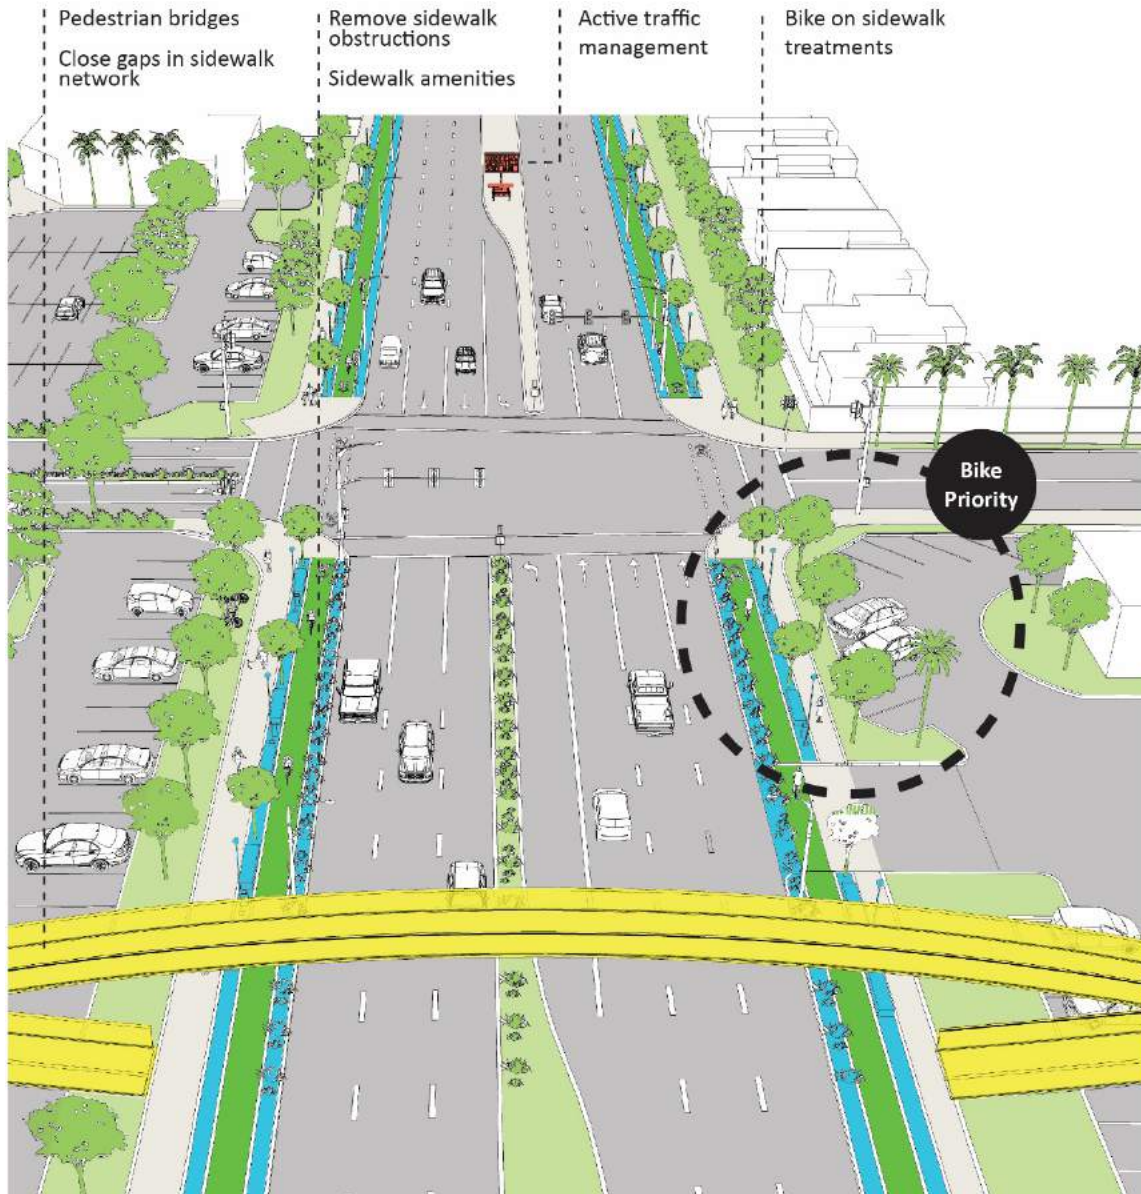 Pedestrian bridges
Close gaps in sidewalk
network
Remove sidewalk
obstructions
Sidewalk amenities
Active traffic
management
Bike on sidewalk
treatments
Bike
Priority